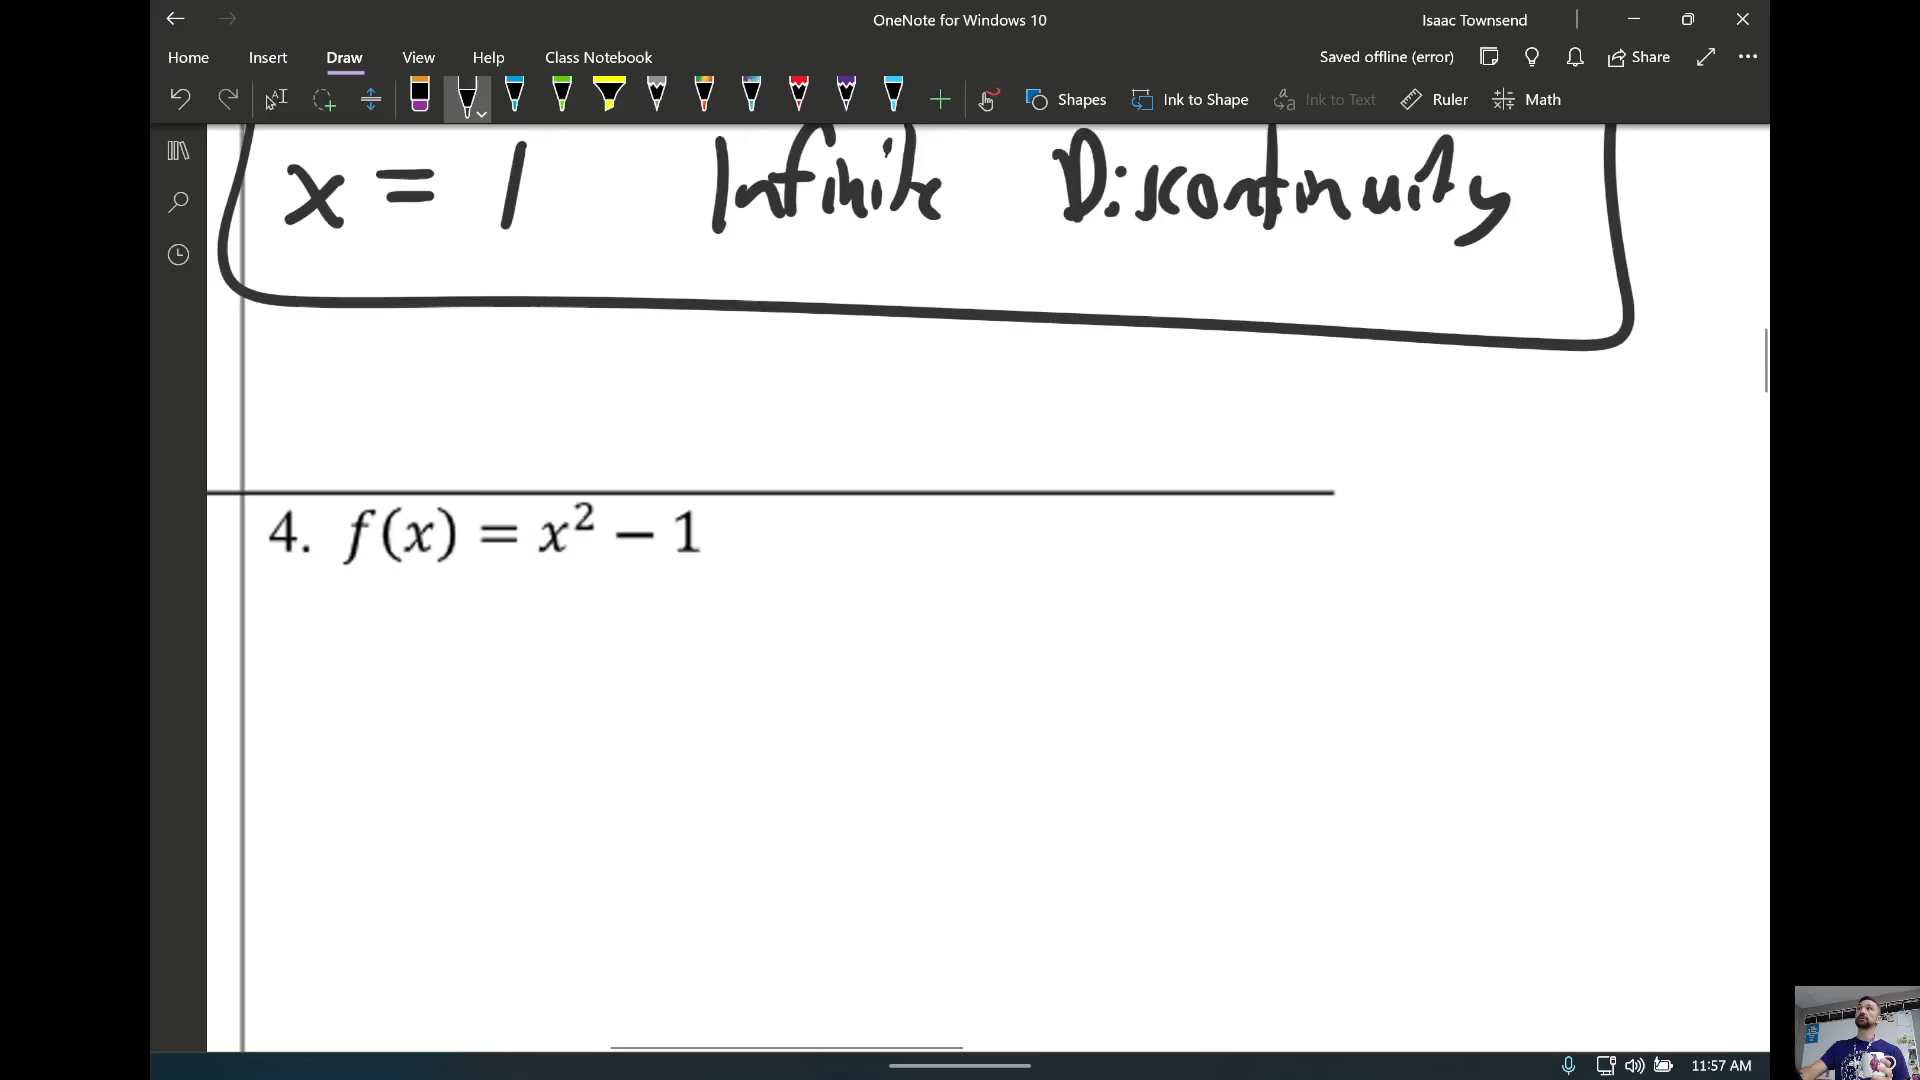 OneNote for Windows 10
Isaac Townsend
Home Insert Draw View Help Class Notebook
Saved offline (error) Share
Shapes Ink to Shape Ink to Text Ruler Math
x = 1 Infinite Discontinuity
4. f(x) = x² − 1
11:57 AM